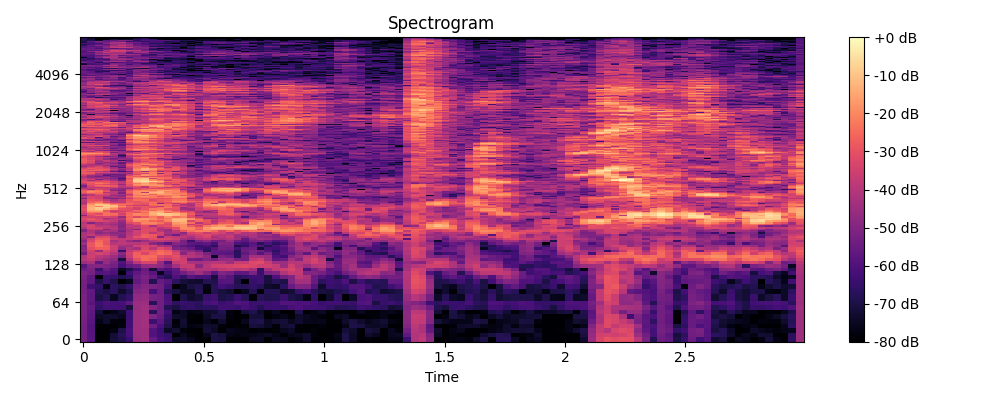 Spectrogram
4096
2048
1024
512
256
128
64
0
Hz
0
0.5
1
1.5
2
2.5
Time
+0 dB
-10 dB
-20 dB
-30 dB
-40 dB
-50 dB
-60 dB
-70 dB
-80 dB